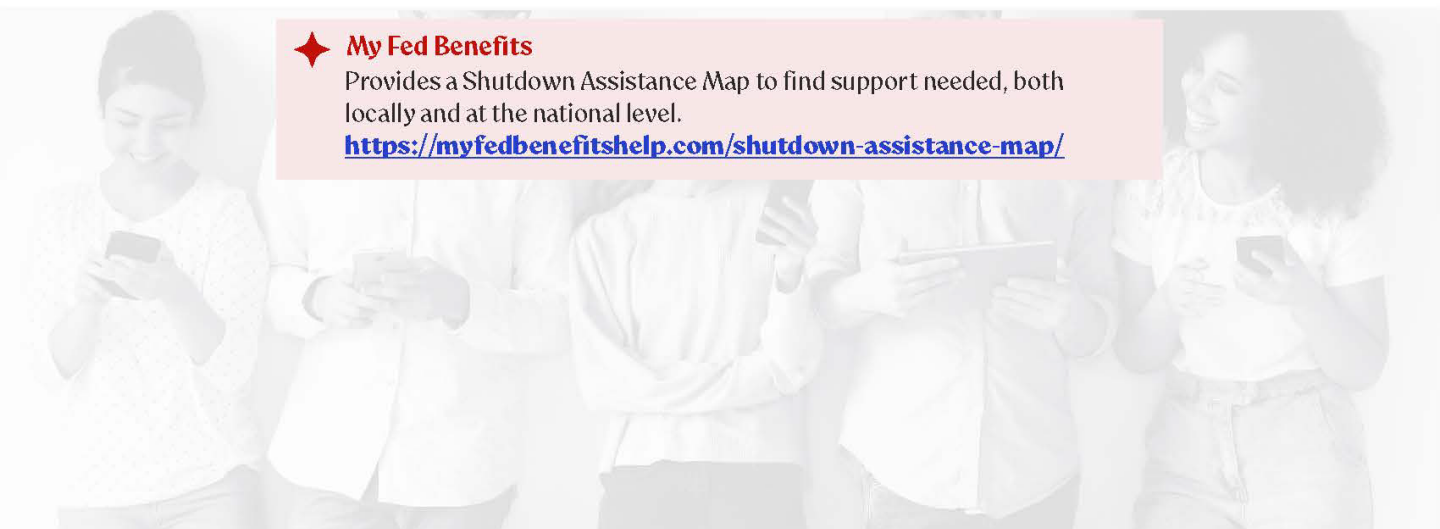 My Fed Benefits
Provides a Shutdown Assistance Map to find support needed, both
locally and at the national level.
https://myfedbenefitshelp.com/shutdown-assistance-map/